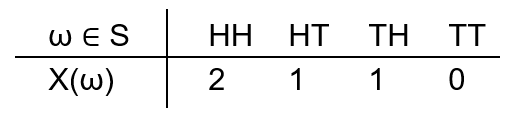 ω ∈ S HH HT TH TT
X(ω) 2 1 1 0